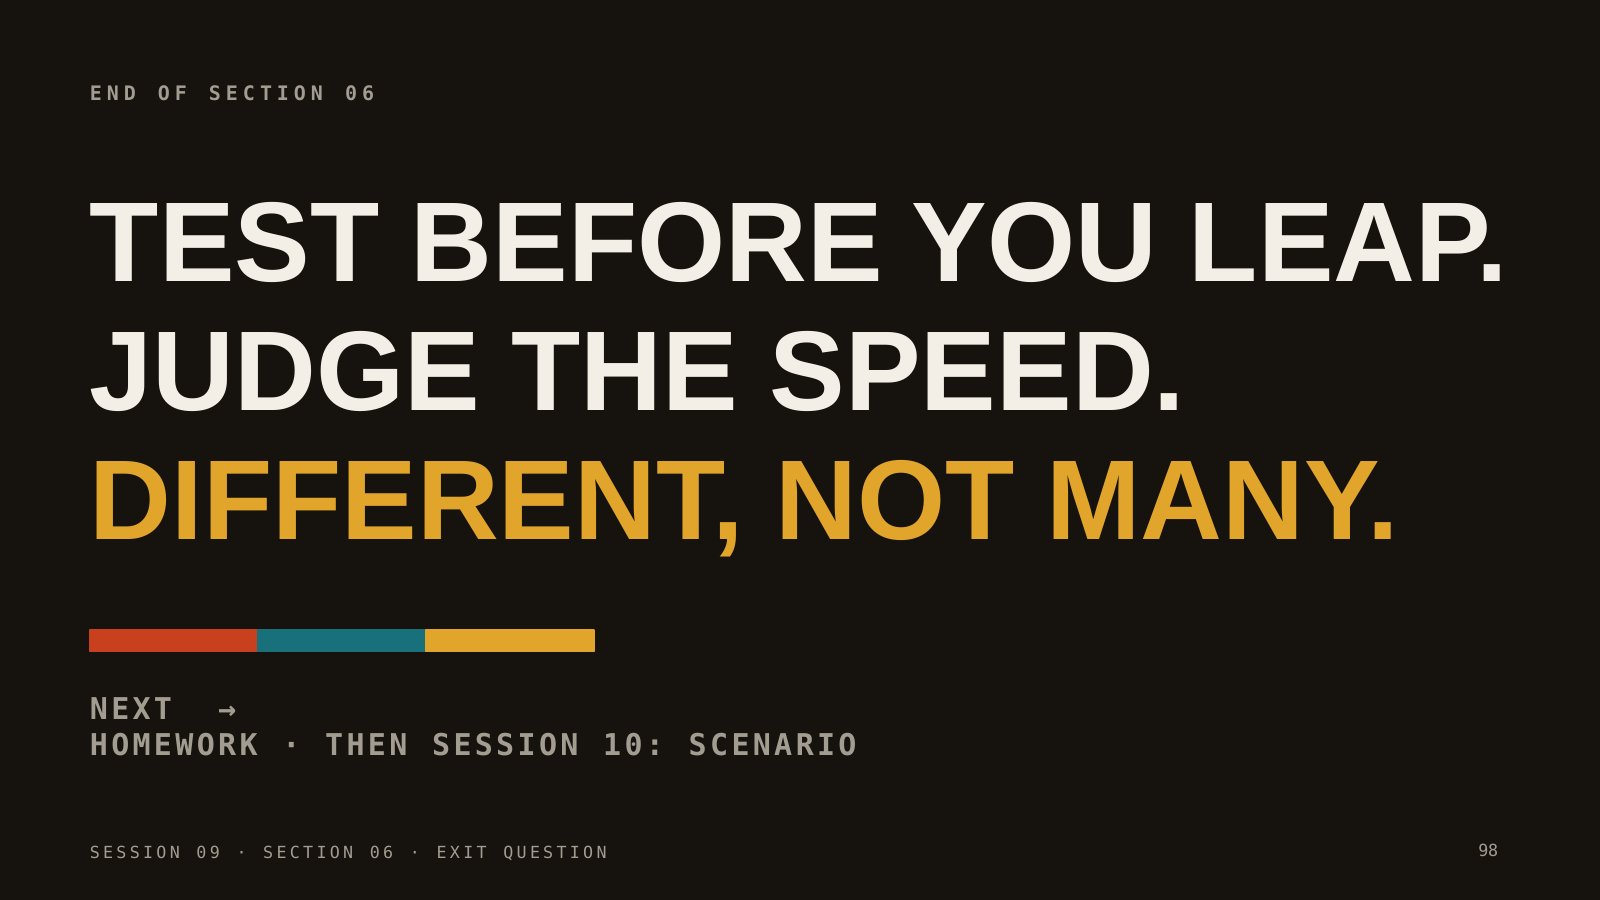 END OF SECTION 06
TEST BEFORE YOU LEAP.
JUDGE THE SPEED.
DIFFERENT, NOT MANY.
NEXT →
HOMEWORK · THEN SESSION 10: SCENARIO
SESSION 09 · SECTION 06 · EXIT QUESTION
98